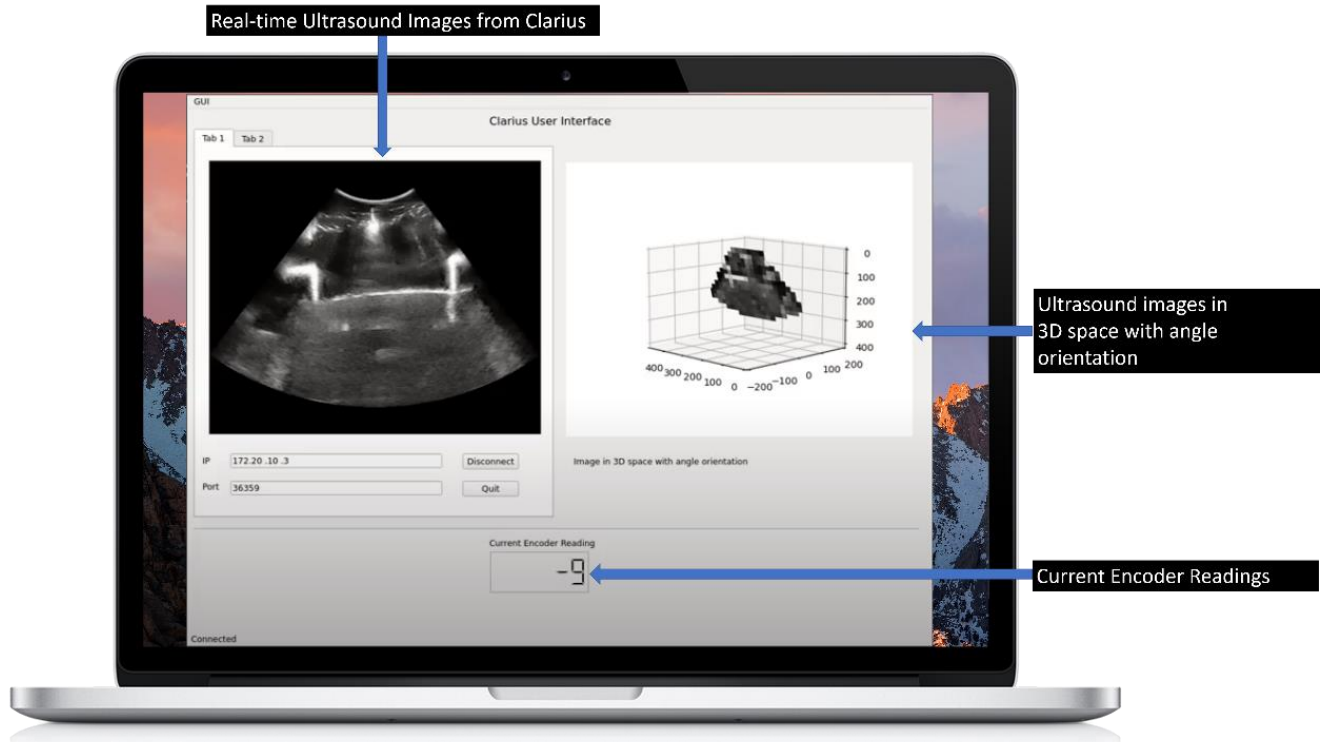 Real-time Ultrasound Images from Clarius
GUI
Clarius User Interface
Tab 1 Tab 2
0
100
200
300
400
400 300 200 100 0 -200 -100 0 100 200
Ultrasound images in
3D space with angle
orientation
IP 172.20 .10 .3 Disconnect
Image in 3D space with angle orientation
Port 36359 Quit
Current Encoder Reading
-9
Current Encoder Readings
Connected